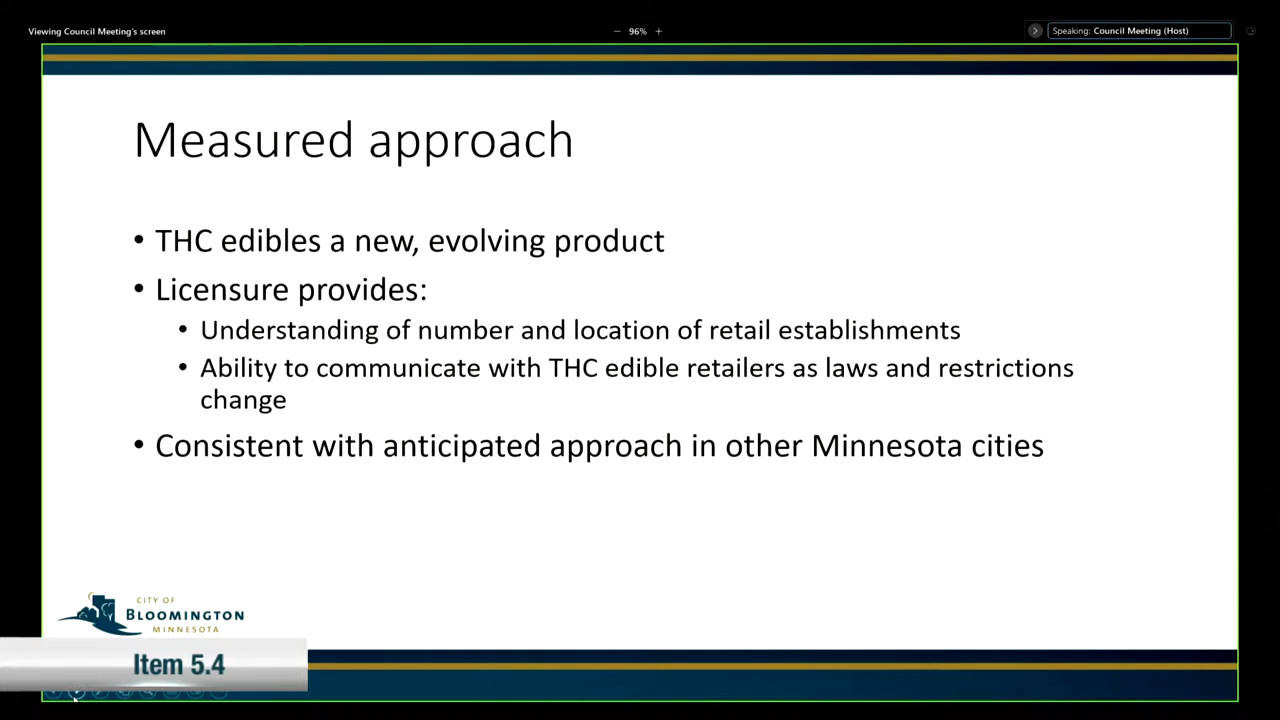 Viewing Council Meeting's screen
− 96% +
Speaking: Council Meeting (Host)
Measured approach
• THC edibles a new, evolving product
• Licensure provides:
• Understanding of number and location of retail establishments
• Ability to communicate with THC edible retailers as laws and restrictions
change
• Consistent with anticipated approach in other Minnesota cities
CITY OF
BLOOMINGTON
MINNESOTA
Item 5.4